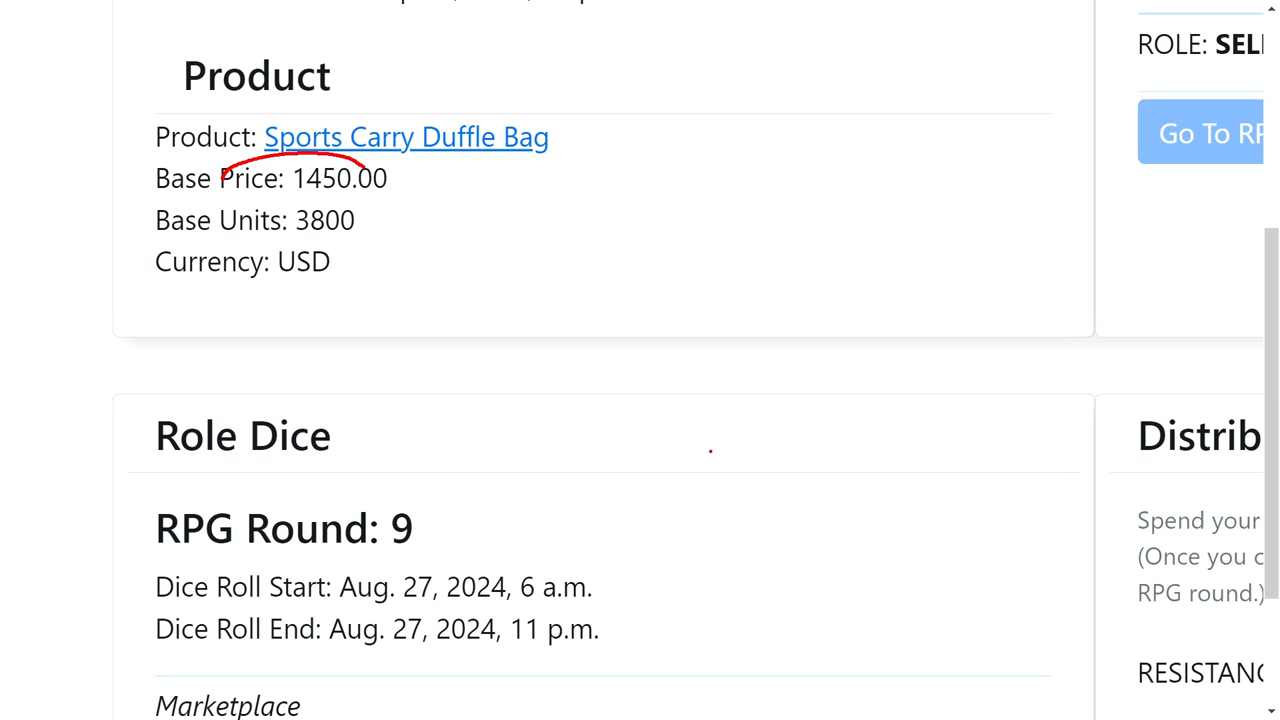 Product
Product: Sports Carry Duffle Bag
Base Price: 1450.00
Base Units: 3800
Currency: USD
ROLE:
Go To
Role Dice
RPG Round: 9
Dice Roll Start: Aug. 27, 2024, 6 a.m.
Dice Roll End: Aug. 27, 2024, 11 p.m.
Marketplace
Distrib
Spend your
(Once you
RPG round.)
RESISTAN